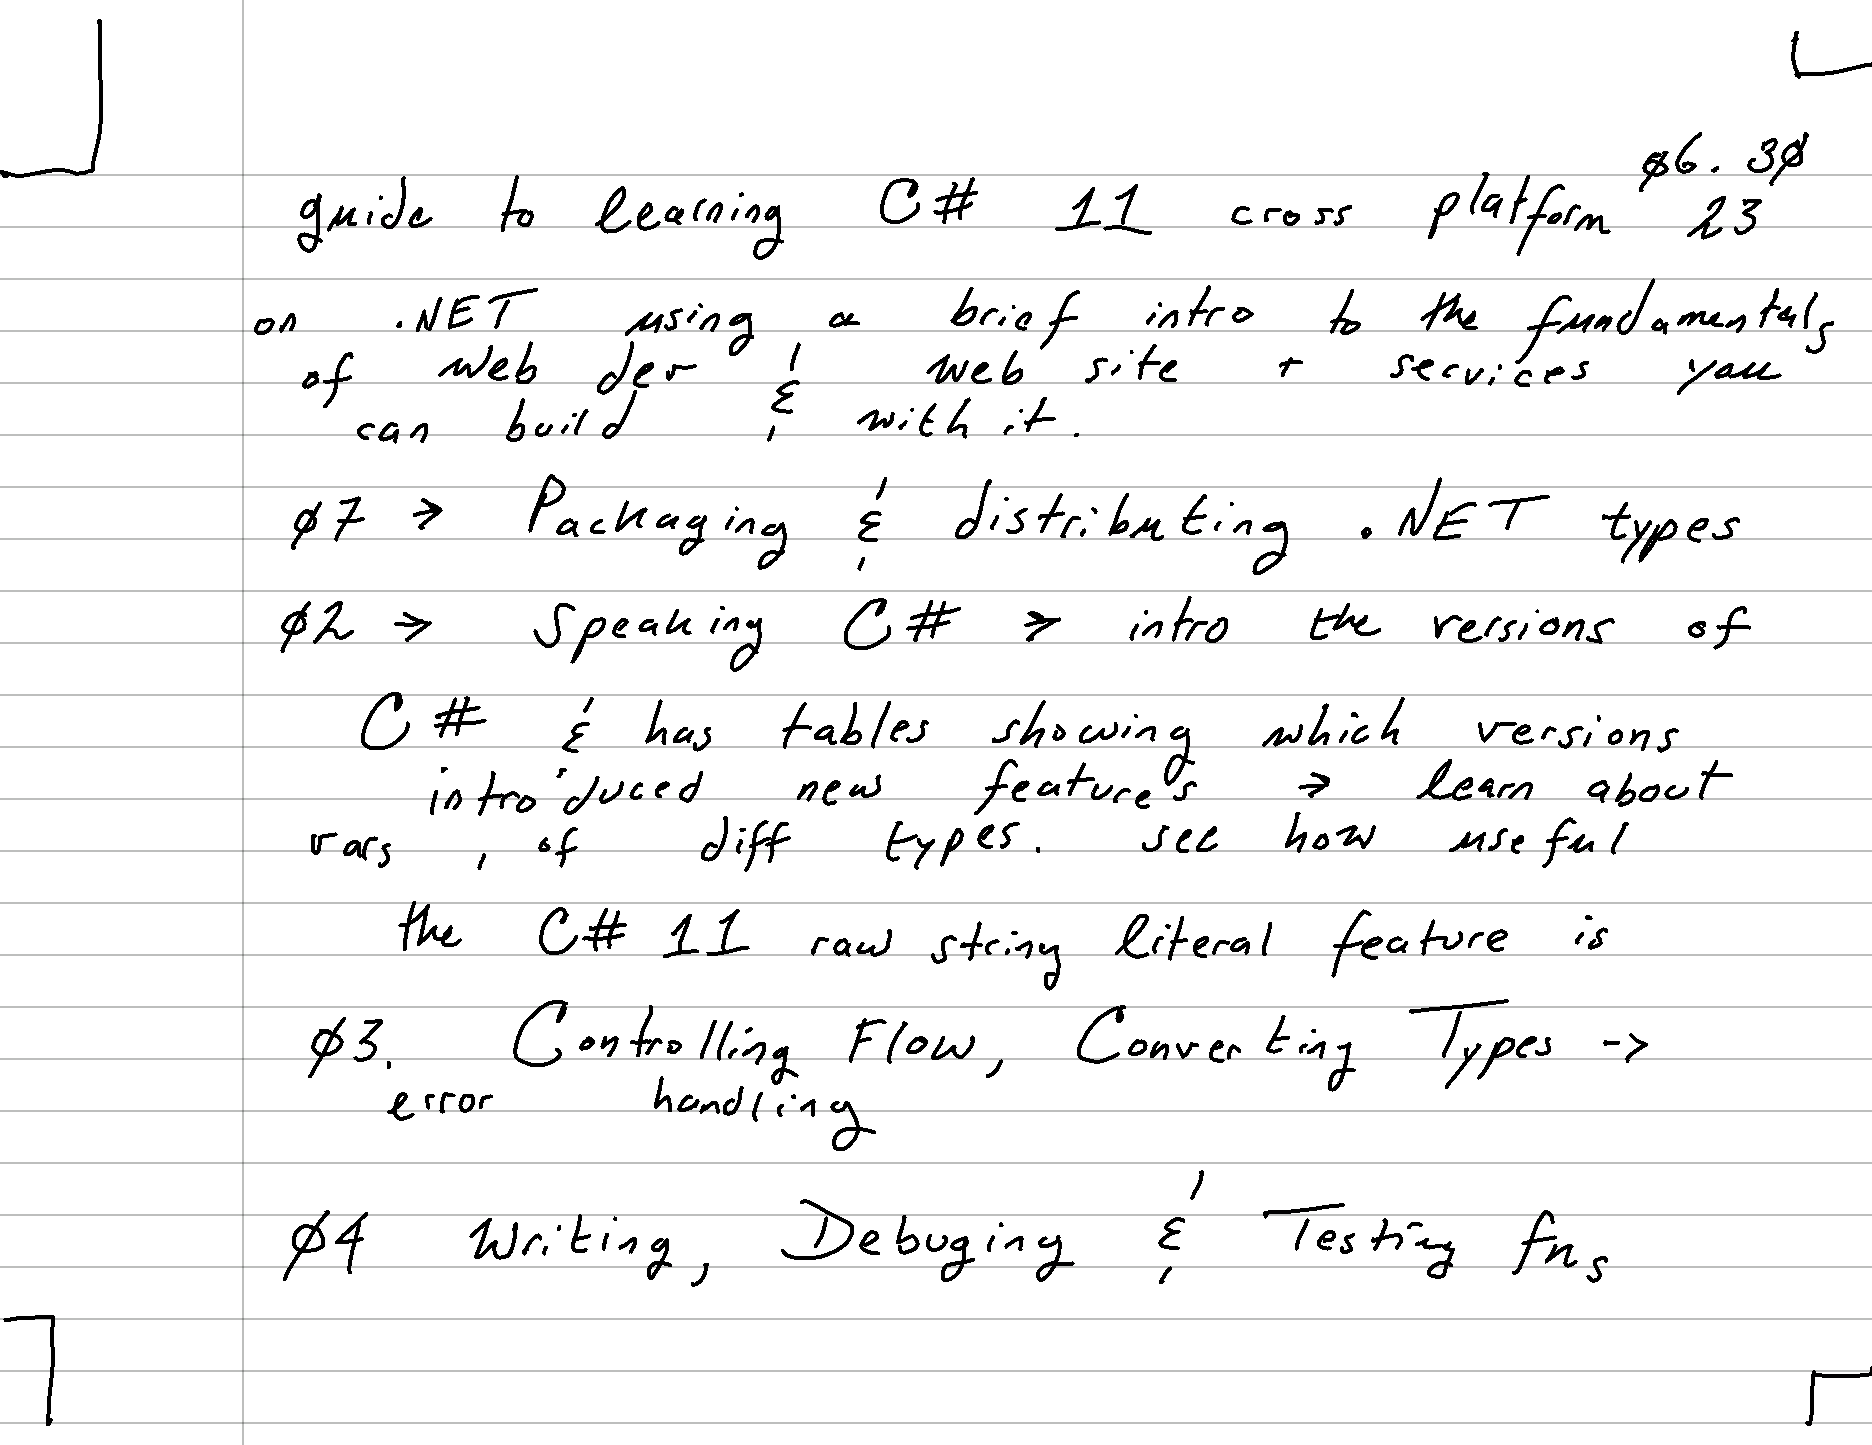 ø6. 3ø
guide to learning C# 11 cross platform 23
on .NET using a brief intro to the fundamentals
of web dev & web site + services you
can build & with it.
ø7 → Packaging & distributing .NET types
ø2 → Speaking C# → intro the versions of
C# & has tables showing which versions
introduced new features → learn about
vars , of diff types. see how useful
the C# 11 raw string literal feature is
ø3. Controlling Flow, Converting Types ->
error handling
ø4 Writing, Debuging & Testing fns